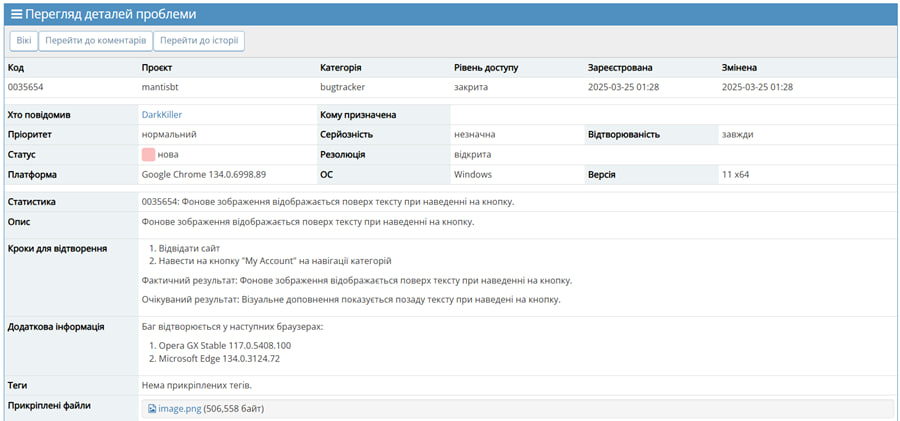 Перегляд деталей проблеми
Вікі Перейти до коментарів Перейти до історії
Код Проєкт Категорія Рівень доступу Зареєстрована Змінена
0035654 mantisbt bugtracker закрита 2025-03-25 01:28 2025-03-25 01:28
Хто повідомив DarkKiller Кому призначена
Пріоритет нормальний Серйозність незначна Відтворюваність завжди
Статус нова Резолюція відкрита
Платформа Google Chrome 134.0.6998.89 ОС Windows Версія 11 x64
Статистика 0035654: Фонове зображення відображається поверх тексту при наведенні на кнопку.
Опис Фонове зображення відображається поверх тексту при наведенні на кнопку.
Кроки для відтворення 1. Відвідати сайт
2. Навести на кнопку "My Account" на навігації категорій
Фактичний результат: Фонове зображення відображається поверх тексту при наведенні на кнопку.
Очікуваний результат: Візуальне доповнення показується позаду тексту при наведені на кнопку.
Додаткова інформація Баг відтворюється у наступних браузерах:
1. Opera GX Stable 117.0.5408.100
2. Microsoft Edge 134.0.3124.72
Теги Нема прикріплених тегів.
Прикріплені файли image.png (506,558 байт)